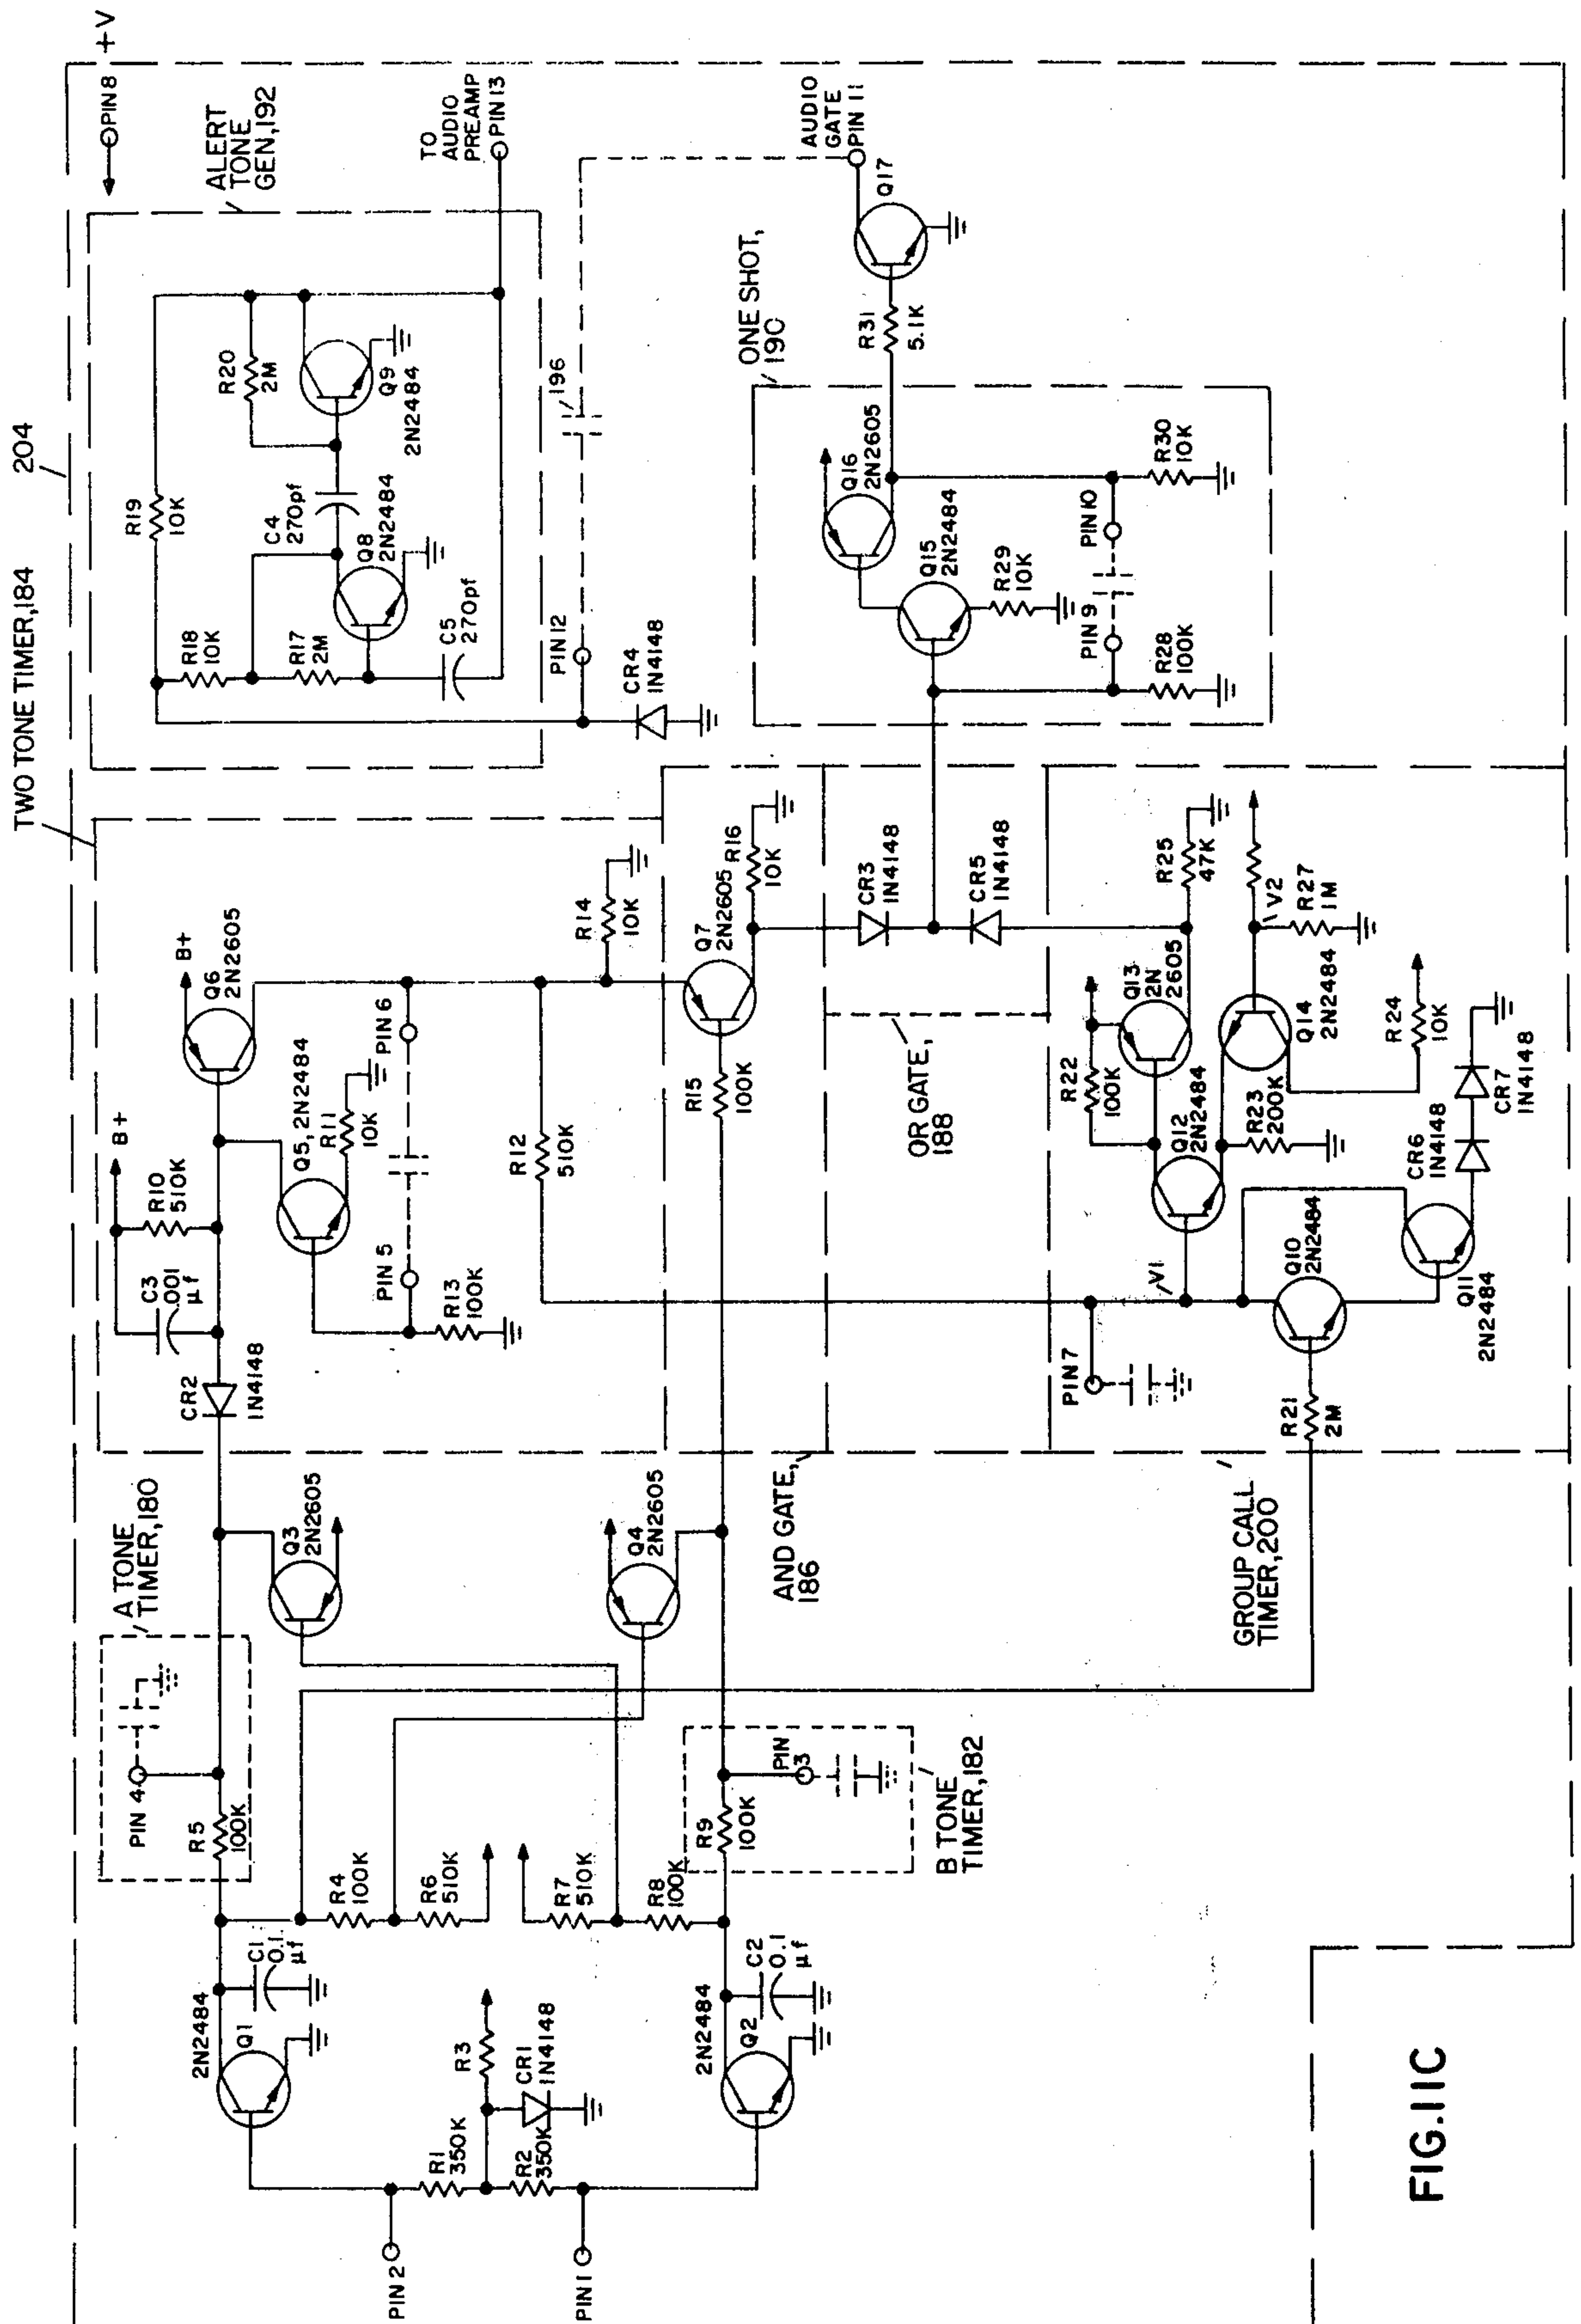 204
TWO TONE TIMER,184
+V
PIN 8
ALERT
TONE
GEN,192
TO
AUDIO
PREAMP
PIN 13
R19
10K
R20
2M
Q9
2N2484
C4
270pf
Q8
2N2484
R18
10K
R17
2M
C5
270pf
196
PIN 12
CR4
1N4148
AUDIO
GATE
PIN 11
Q17
R31
5.1K
ONE SHOT,
190
Q16
2N2605
Q15
2N2484
R29
10K
R30
10K
PIN 10
PIN 9
R28
100K
B+
Q6
2N2605
B+
R10
510K
C3
.001
µf
CR2
1N4148
Q5,2N2484
R11
10K
PIN 6
PIN 5
R13
100K
R14
10K
R12
510K
Q7
2N2605
R16
10K
R15
100K
CR3
1N4148
CR5
1N4148
OR GATE,
188
AND GATE,
186
R22
100K
Q13
2N
2605
R25
47K
Q12
2N2484
R23
200K
Q14
2N2484
V2
R27
1M
R24
10K
CR6
1N4148
CR7
1N4148
V1
Q10
2N2484
Q11
2N2484
PIN 7
R21
2M
GROUP CALL
TIMER,200
A TONE
TIMER,180
PIN 4
R5
100K
Q3
2N2605
Q4
2N2605
PIN
3
R9
100K
B TONE
TIMER,182
R4
100K
R6
510K
R7
510K
R8
100K
2N2484
Q1
C1
0.1
µf
R3
CR1
1N4148
R1
350K
R2
350K
2N2484
Q2
C2
0.1
µf
PIN 2
PIN 1
FIG.11C